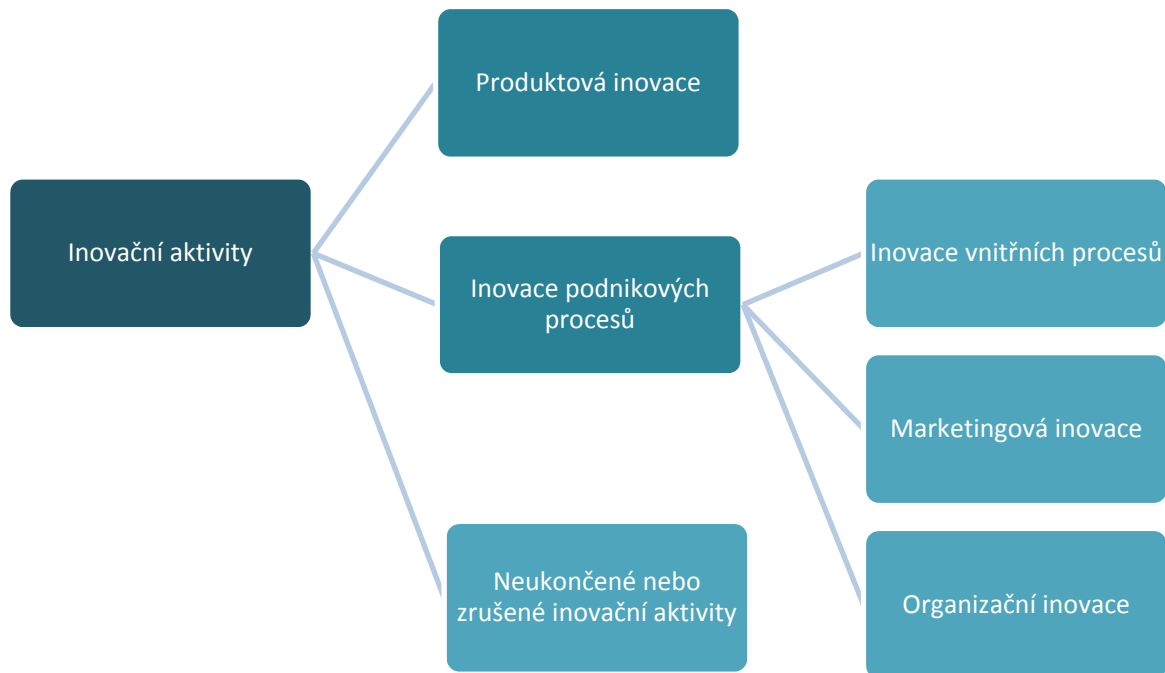 Produktová inovace
Inovační aktivity
Inovace podnikových
procesů
Inovace vnitřních procesů
Marketingová inovace
Neukončené nebo
zrušené inovační aktivity
Organizační inovace